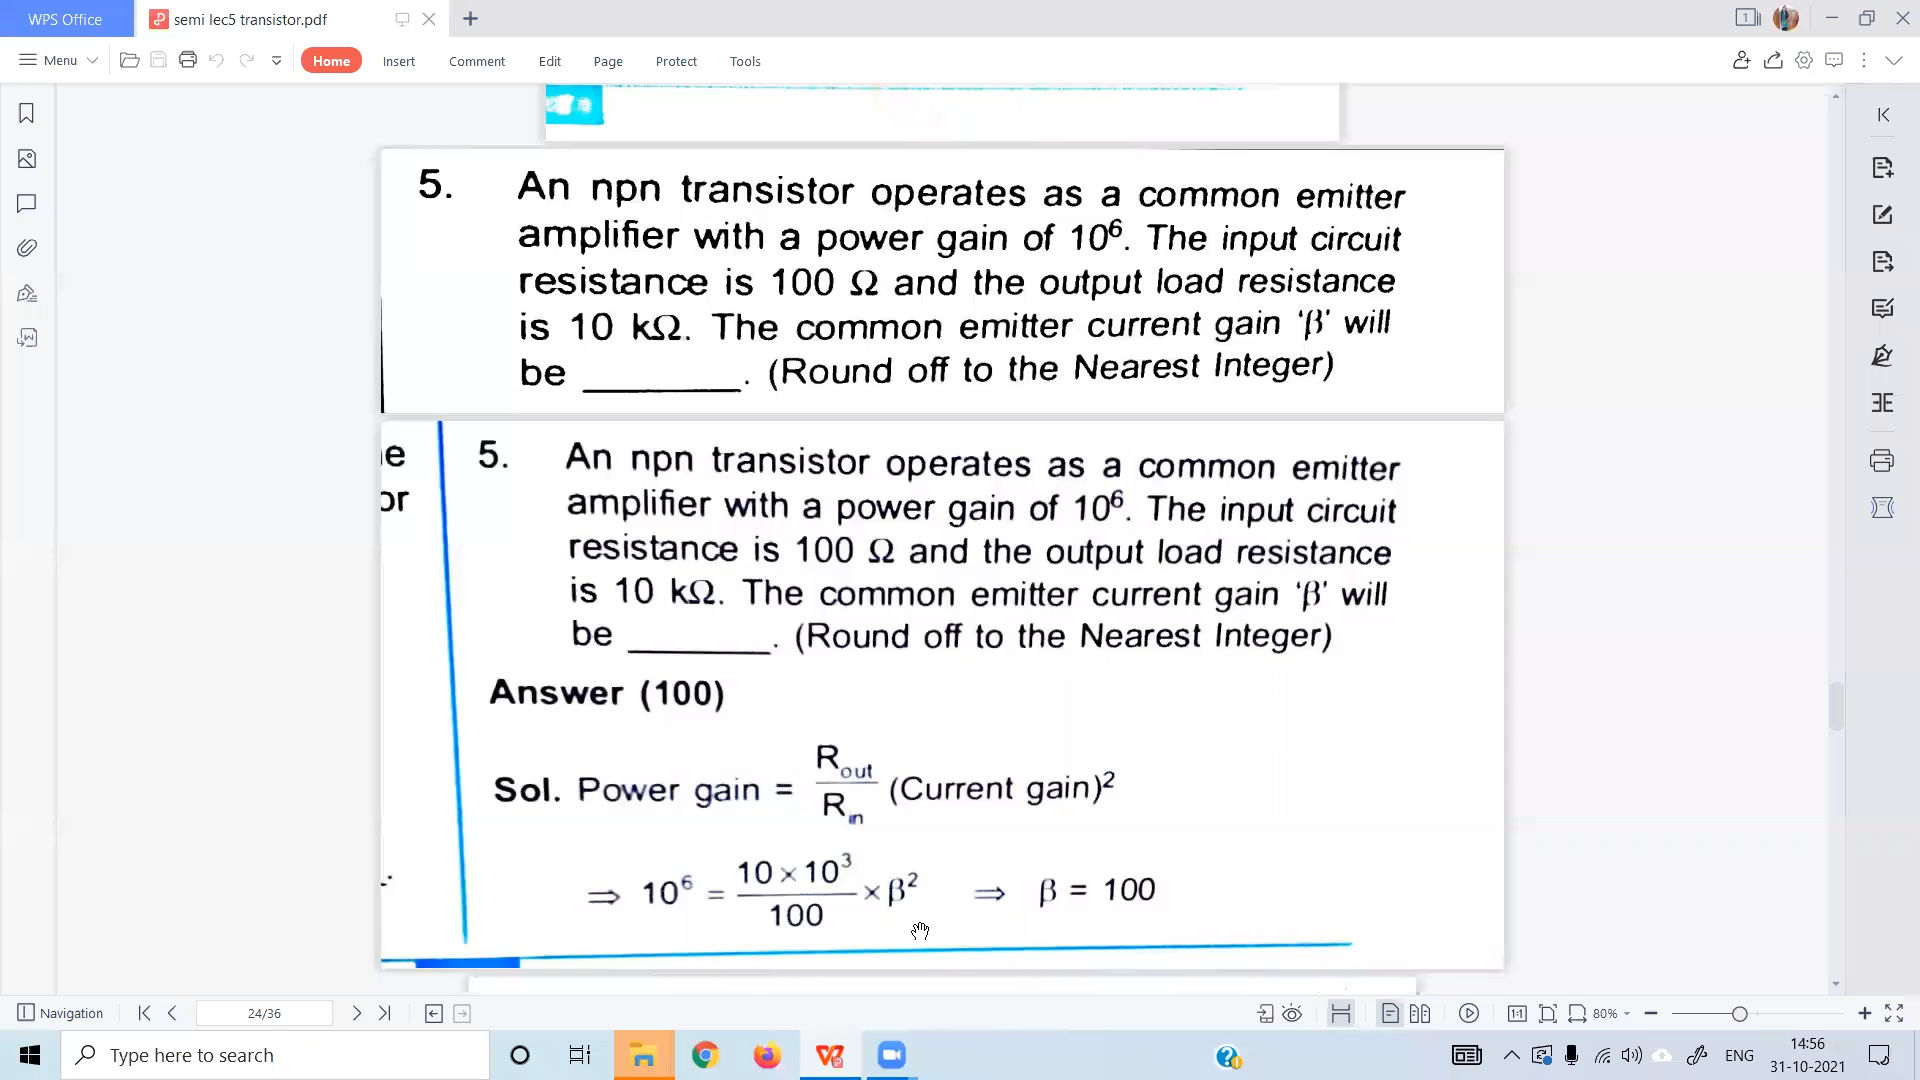 WPS Office
semi lec5 transistor.pdf
1
Menu
Home
Insert
Comment
Edit
Page
Protect
Tools
5. An npn transistor operates as a common emitter
amplifier with a power gain of 10⁶. The input circuit
resistance is 100 Ω and the output load resistance
is 10 kΩ. The common emitter current gain 'β' will
be ________. (Round off to the Nearest Integer)
e
or
5. An npn transistor operates as a common emitter
amplifier with a power gain of 10⁶. The input circuit
resistance is 100 Ω and the output load resistance
is 10 kΩ. The common emitter current gain 'β' will
be ________. (Round off to the Nearest Integer)
Answer (100)
Sol. Power gain = R_out / R_in (Current gain)²
⇒ 10⁶ = (10 × 10³) / 100 × β² ⇒ β = 100
Navigation
24/36
1:1
80%
Type here to search
ENG
14:56
31-10-2021